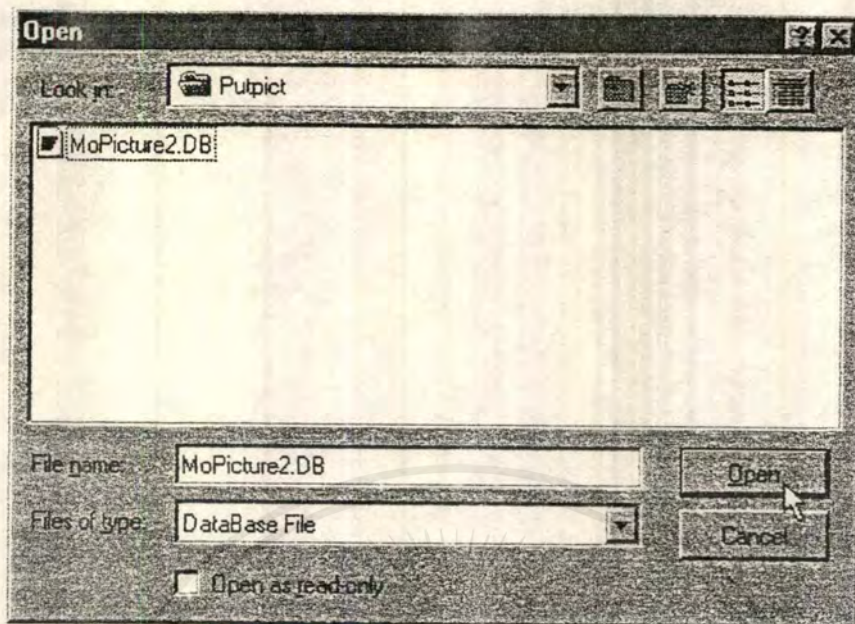 Open
Look in: Putpict
MoPicture2.DB
File name: MoPicture2.DB
Open
Files of type: DataBase File
Cancel
Open as read-only